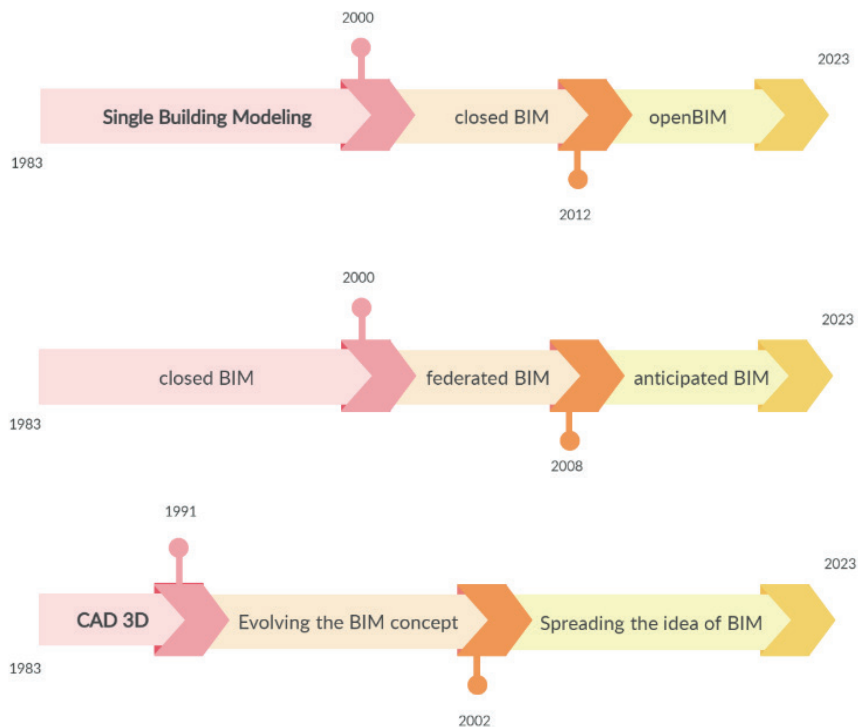 2000
2023
Single Building Modeling
closed BIM
openBIM
1983
2012
2000
2023
closed BIM
federated BIM
anticipated BIM
1983
2008
1991
2023
CAD 3D
Evolving the BIM concept
Spreading the idea of BIM
1983
2002